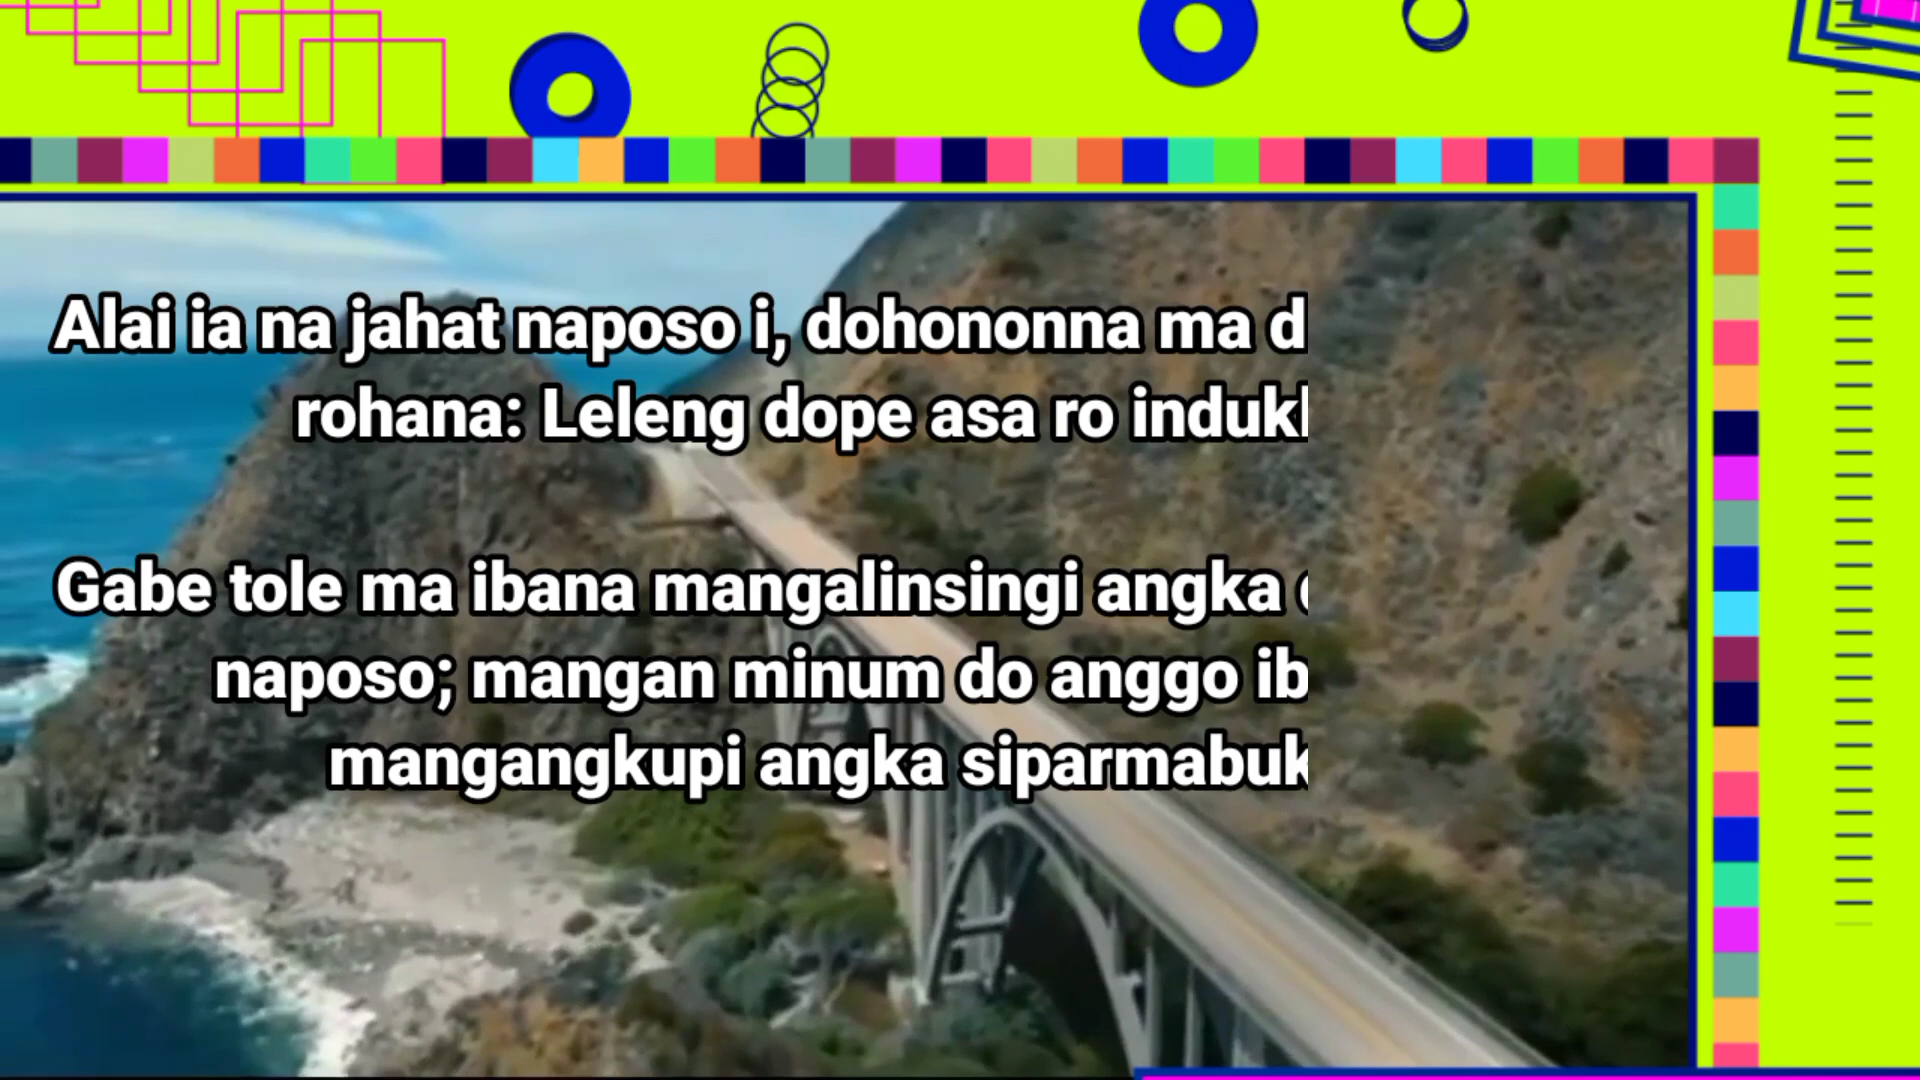 Alai ia na jahat naposo i, dohononna ma d
rohana: Leleng dope asa ro
Gabe tole ma ibana mangalinsingi angka
naposo; mangan minum do anggo ib
mangangkupi angka siparmabuk